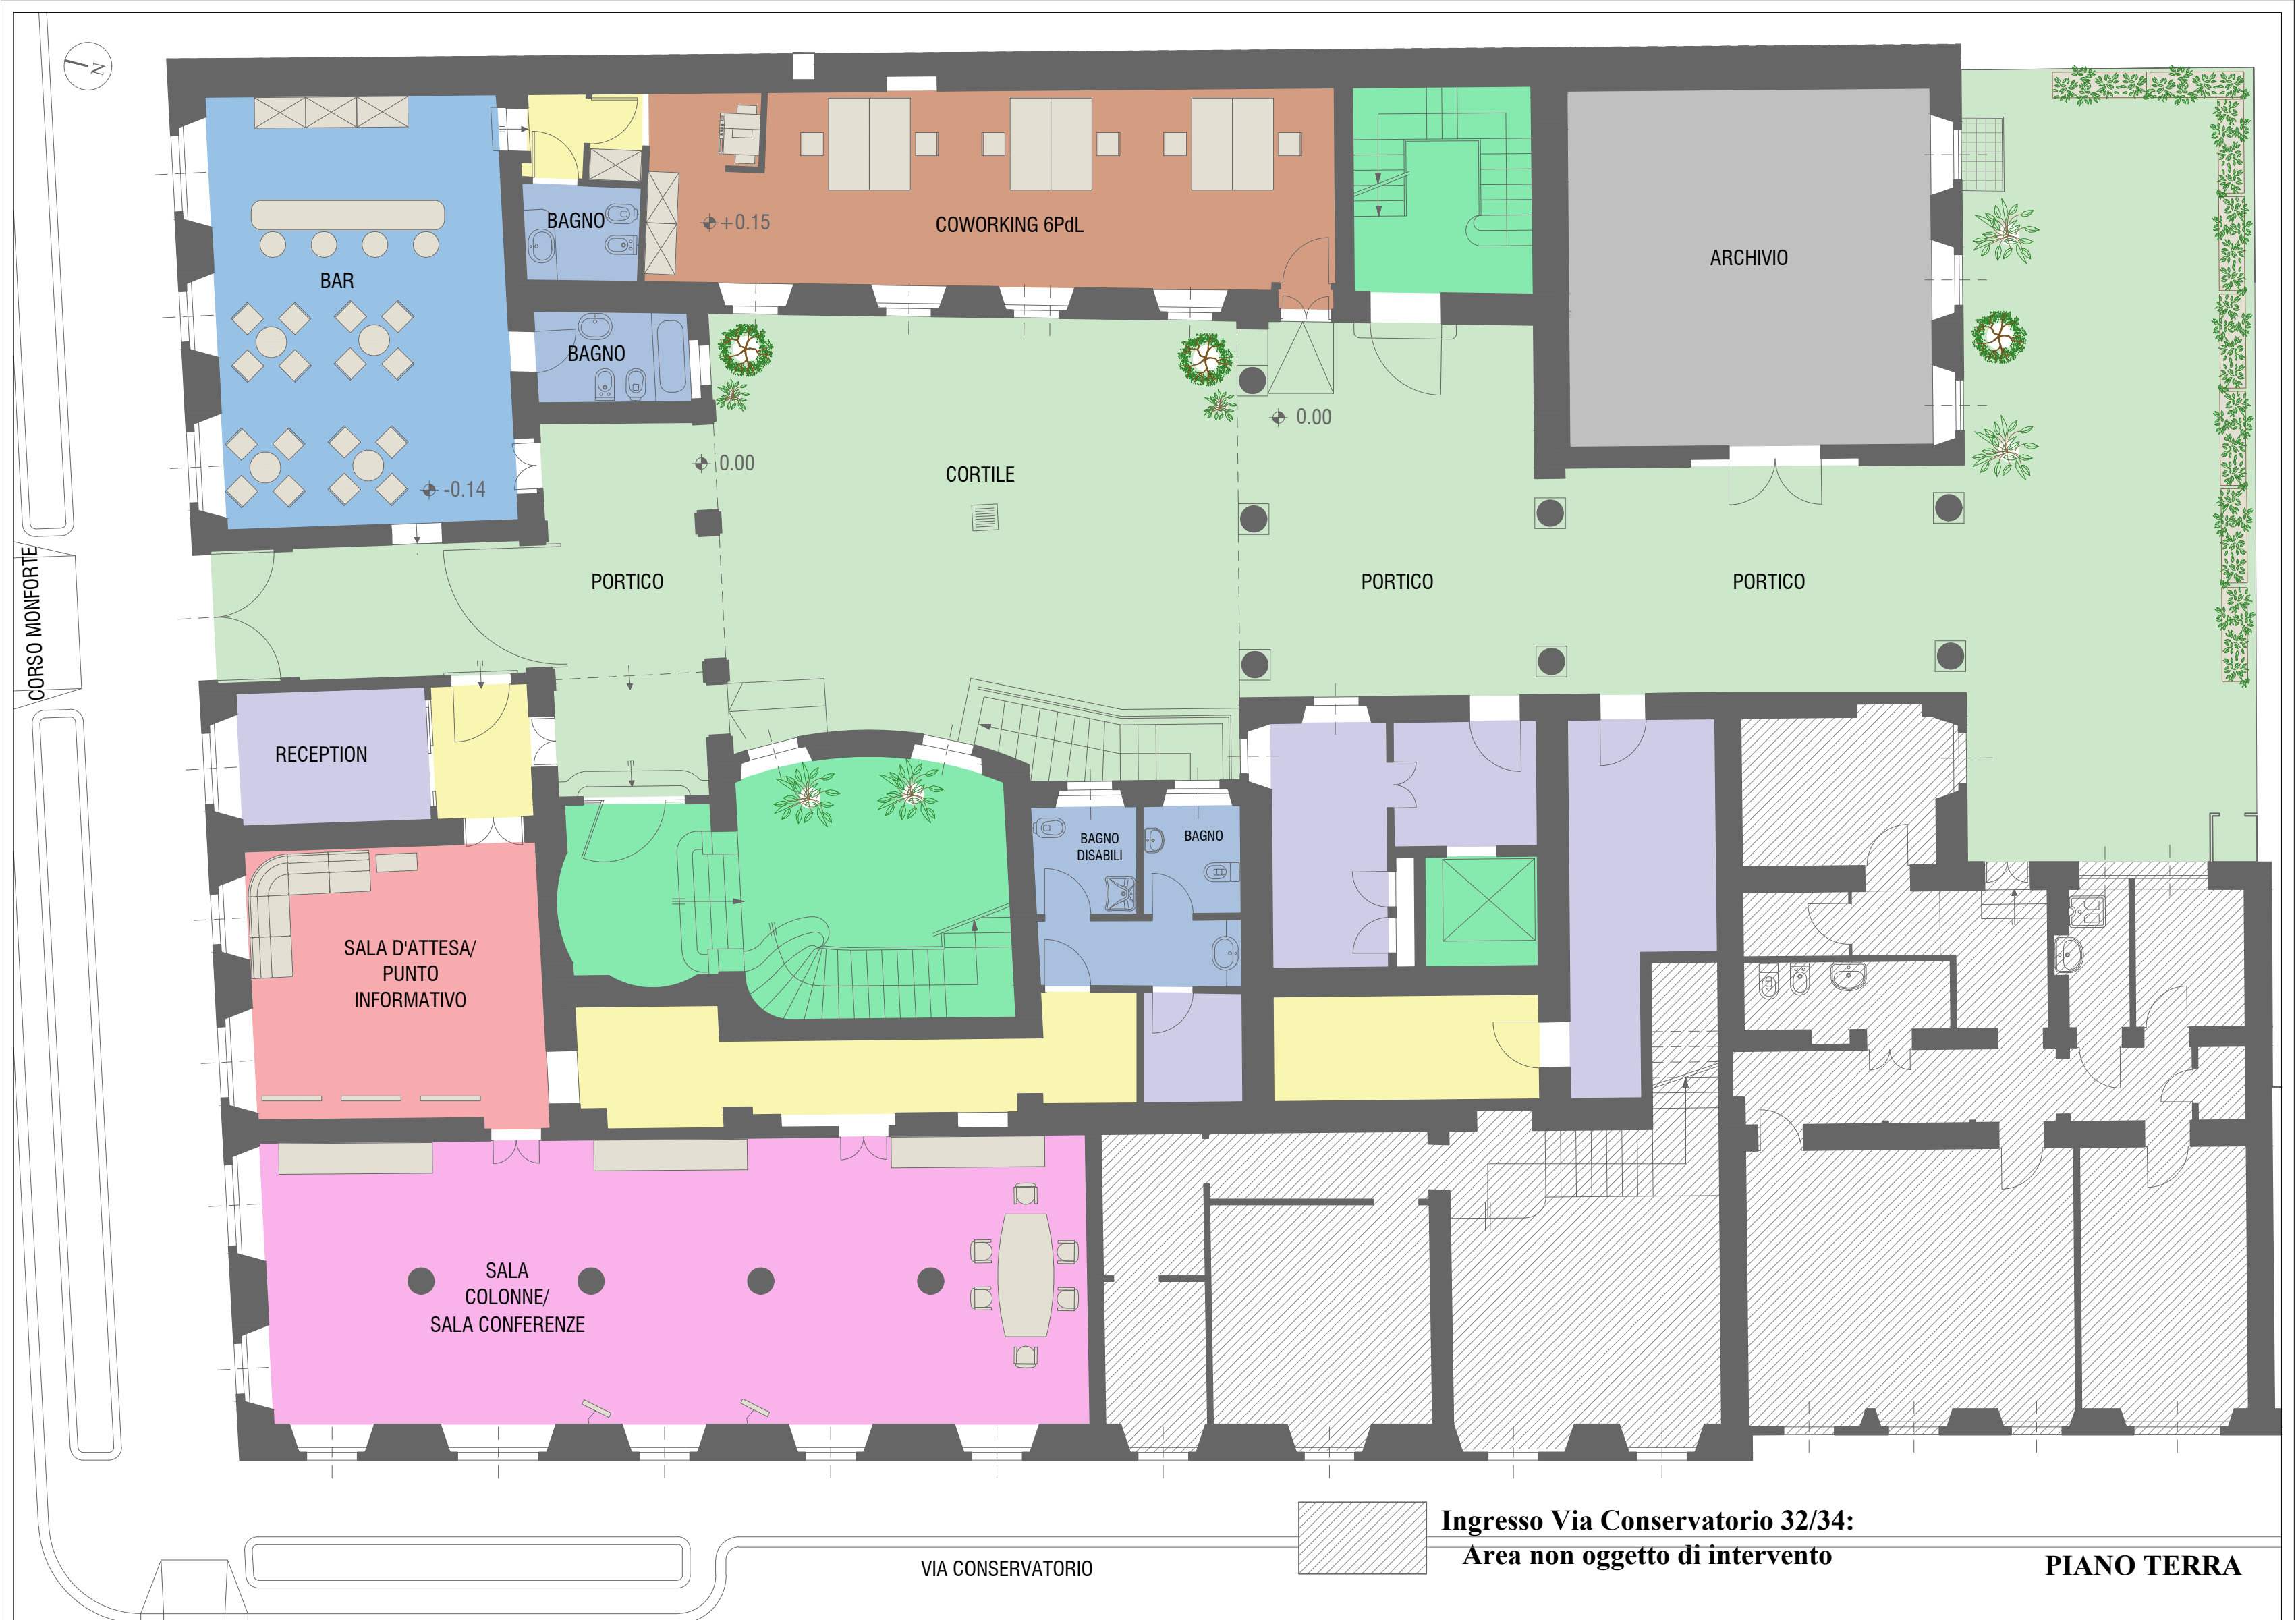 N
BAGNO
+0.15
COWORKING 6PdL
ARCHIVIO
BAR
BAGNO
0.00
0.00
CORTILE
-0.14
CORSO MONFORTE
PORTICO
PORTICO
PORTICO
RECEPTION
BAGNO
DISABILI
BAGNO
SALA D'ATTESA/
PUNTO
INFORMATIVO
SALA
COLONNE/
SALA CONFERENZE
Ingresso Via Conservatorio 32/34:
Area non oggetto di intervento
VIA CONSERVATORIO
PIANO TERRA